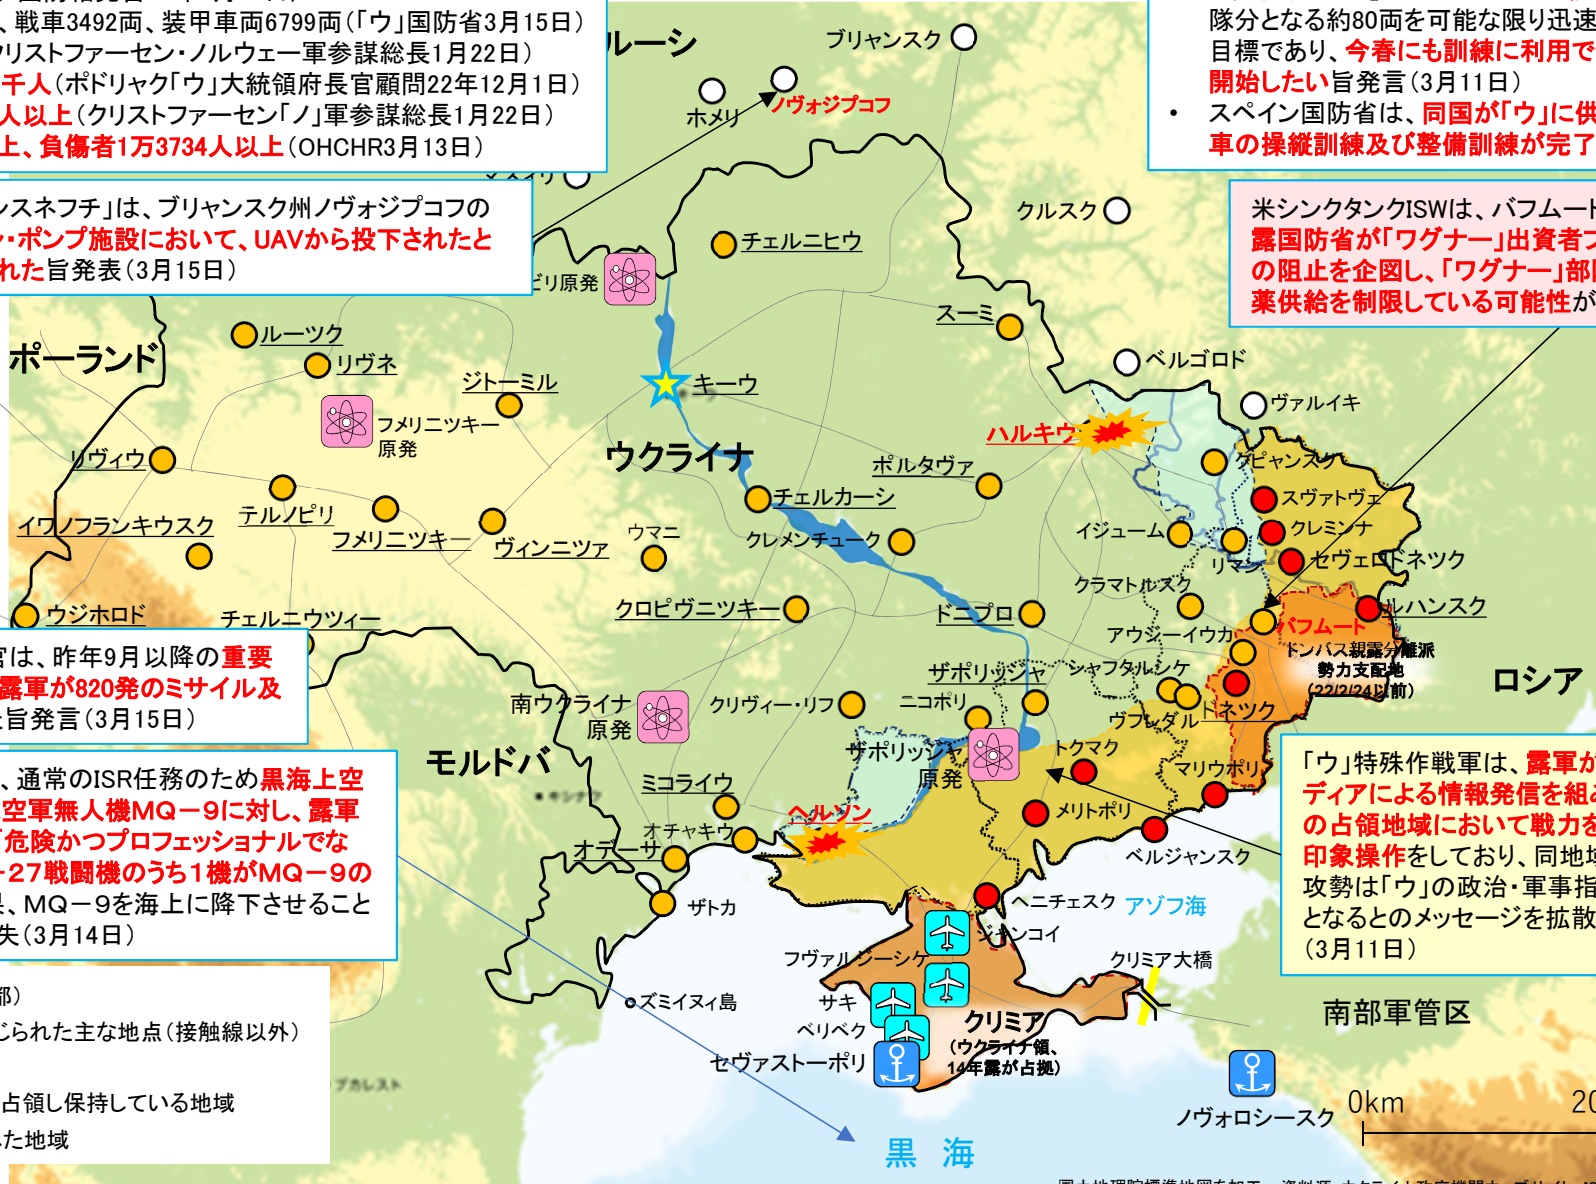 、戦車3492両、装甲車両6799両(「ウ」国防省3月15日)
クリストファーセン・ノルウェー軍参謀総長1月22日)
千人(ポドリャク「ウ」大統領府長官顧問22年12月1日)
人以上(クリストファーセン「ノ」軍参謀総長1月22日)
上、負傷者1万3734人以上(OHCHR3月13日)
ンスネフチ」は、ブリャンスク州ノヴォジプコフの
ン・ポンプ施設において、UAVから投下されたと
れた旨発表(3月15日)
隊分となる約80両を可能な限り迅速
目標であり、今春にも訓練に利用で
開始したい旨発言(3月11日)
• スペイン国防省は、同国が「ウ」に供
車の操縦訓練及び整備訓練が完了
米シンクタンクISWは、バフムート
露国防省が「ワグナー」出資者プ
の阻止を企図し、「ワグナー」部隊
薬供給を制限している可能性が
ルーシ
ブリャンスク
ホメリ
ノヴォジプコフ
クルスク
チェルニヒウ
ビリ原発
スーミ
ベルゴロド
ルーツク
ポーランド
リヴネ
ジトーミル
キーウ
ヴァルイキ
フメリニツキー
原発
ハルキウ
ウクライナ
リヴィウ
ポルタヴァ
クピャンスク
チェルカーシ
スヴァトヴェ
テルノピリ
イワノフランキウスク
フメリニツキー
ヴィンニツァ
ウマニ
クレメンチューク
イジューム
クレミンナ
リマン
セヴェロドネツク
クラマトルスク
ウジホロド
チェルニウツィー
クロピヴニツキー
ドニプロ
ルハンスク
バフムート
アウジーイウカ
ドンバス親露分離派
勢力支配地
(22/2/24以前)
ロシア
官は、昨年9月以降の重要
露軍が820発のミサイル及
た旨発言(3月15日)
ザポリッジャ
シャフタルシケ
南ウクライナ
原発
クリヴィー・リフ
ニコポリ
ヴフレダル
ドネツク
モルドバ
ザポリッジャ
原発
トクマク
マリウポリ
キシナウ
ミコライウ
ヘルソン
メリトポリ
オチャキウ
オデーサ
ベルジャンスク
、通常のISR任務のため黒海上空
空軍無人機MQ－9に対し、露軍
「危険かつプロフェッショナルでな
－27戦闘機のうち1機がMQ－9の
果、MQ－9を海上に降下させること
失(3月14日)
「ウ」特殊作戦軍は、露軍が
ディアによる情報発信を組み
の占領地域において戦力を
印象操作をしており、同地域
攻勢は「ウ」の政治・軍事指
となるとのメッセージを拡散
(3月11日)
ザトカ
ヘニチェスク
アゾフ海
ジャンコイ
フヴァルジーシケ
クリミア大橋
ズミイヌィ島
サキ
ベリベク
クリミア
(ウクライナ領、
14年露が占拠)
南部軍管区
セヴァストーポリ
ノヴォロシースク
0km
20
黒 海
都)
じられた主な地点(接触線以外)
占領し保持している地域
た地域
ブカレスト